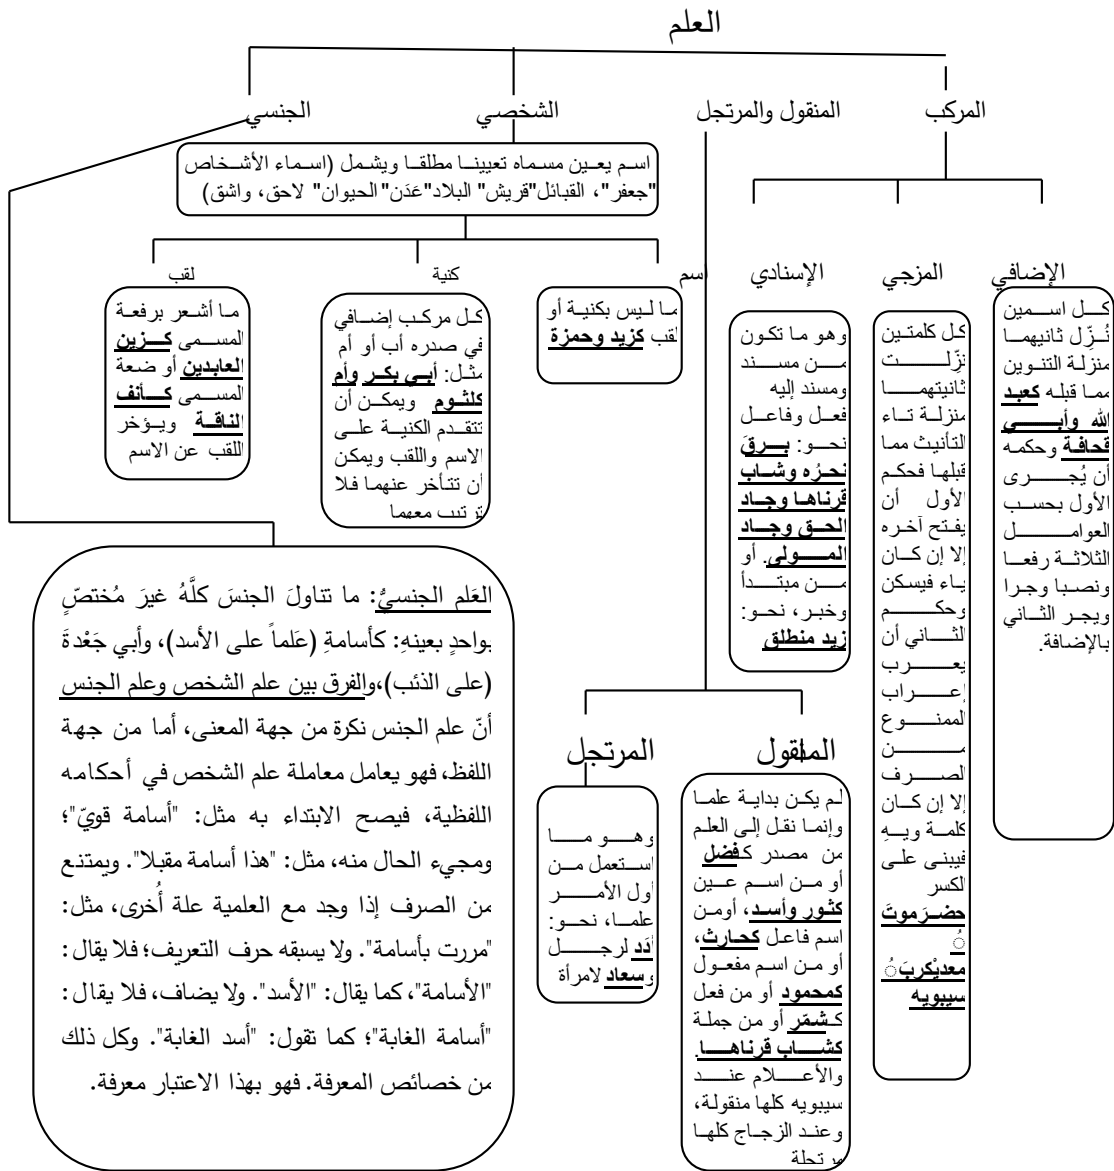 العلم
المركب
المنقول والمرتجل
الشخصي
الجنسي
اسم يعين مسماه تعيينا مطلقا ويشمل (اسماء الأشخاص
"جعفر"، القبائل"قريش" البلاد"عَدَن" الحيوان" لاحق، واشق)
الإضافي
كل اسمين
نُزِّل ثانيهما
منزلة التنوين
مما قبله كعبد
الله وأبي
قحافة وحكمه
أن يُجرى
الأول بحسب
العوامل
الثلاثة رفعا
ونصبا وجرا
ويجر الثاني
بالإضافة.
المزجي
كل كلمتين
نزّلت
ثانيتهما
منزلة تاء
التأنيث مما
قبلها فحكم
الأول أن
يفتح آخره
إلا إن كان
ياء فيسكن
وحكم
الثاني أن
يعرب
إعراب
الممنوع
من
الصرف
إلا إن كان
كلمة ويهِ
فيبنى على
الكسر
حضرَموتَ
ُ
معديْكربَُ
سيبويه
الإسنادي
وهو ما تكون
من مسند
ومسند إليه
فعل وفاعل
نحو: برقَ
نحرُه وشاب
قرناها وجاد
الحق وجاد
المولى. أو
من مبتدأ
وخبر، نحو:
زيد منطلق
اسم
ما ليس بكنية أو
لقب كزيد وحمزة
كنية
كل مركب إضافي
في صدره أب أو أم
مثل: أبي بكر وأم
كلثوم ويمكن أن
تتقدم الكنية على
الاسم واللقب ويمكن
أن تتأخر عنهما فلا
ترتيب معهما
لقب
ما أشعر برفعة
المسمى كزين
العابدين أو ضعة
المسمى كأنف
الناقة ويؤخر
اللقب عن الاسم
المنقول
لم يكن بداية علما
وإنما نقل إلى العلم
من مصدر كفضل
أو من اسم عين
كثور وأسد، أومن
اسم فاعل كحارث،
أو من اسم مفعول
كمحمود أو من فعل
كشمّر أو من جملة
كشاب قرناها.
والأعلام عند
سيبويه كلها منقولة،
وعند الزجاج كلها
مرتجلة
المرتجل
وهو ما
استعمل من
أول الأمر
علما، نحو:
أدَد لرجل
وسعاد لامرأة
العَلم الجنسيُّ: ما تناولَ الجنسَ كلَّهُ غيرَ مُختصٍّ
بواحدٍ بعينهِ: كأسامةِ (عَلماً على الأسد)، وأبي جَعْدةَ
(على الذئب)،والفرق بين علم الشخص وعلم الجنس
أنّ علم الجنس نكرة من جهة المعنى، أما من جهة
اللفظ، فهو يعامل معاملة علم الشخص في أحكامه
اللفظية، فيصح الابتداء به مثل: "أسامة قويّ"؛
ومجيء الحال منه، مثل: "هذا أسامة مقبلا". ويمتنع
من الصرف إذا وجد مع العلمية علة أُخرى، مثل:
"مررت بأسامة". ولا يسبقه حرف التعريف؛ فلا يقال:
"الأسامة"، كما يقال: "الأسد". ولا يضاف، فلا يقال:
"أسامة الغابة"؛ كما تقول: "أسد الغابة". وكل ذلك
من خصائص المعرفة. فهو بهذا الاعتبار معرفة.